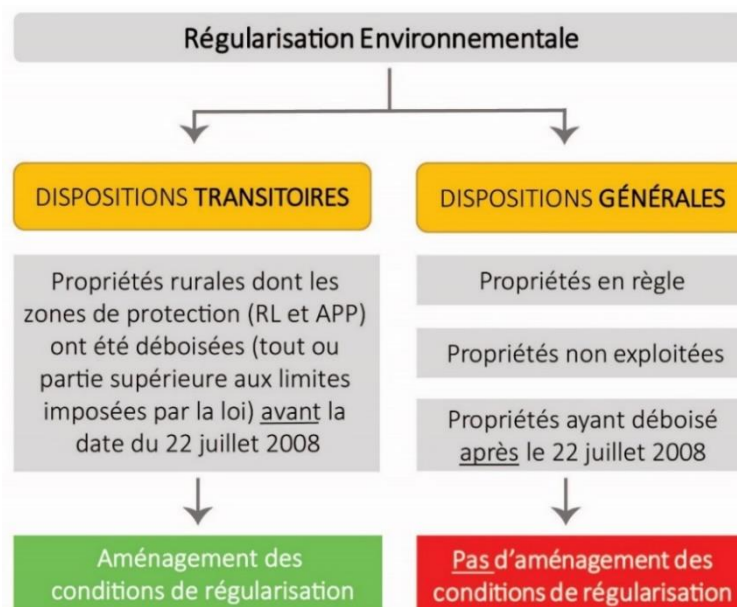 Régularisation Environnementale
DISPOSITIONS TRANSITOIRES
Propriétés rurales dont les
zones de protection (RL et APP)
ont été déboisées (tout ou
partie supérieure aux limites
imposées par la loi) avant la
date du 22 juillet 2008
Aménagement des
conditions de régularisation
DISPOSITIONS GÉNÉRALES
Propriétés en règle
Propriétés non exploitées
Propriétés ayant déboisé
après le 22 juillet 2008
Pas d'aménagement des
conditions de régularisation